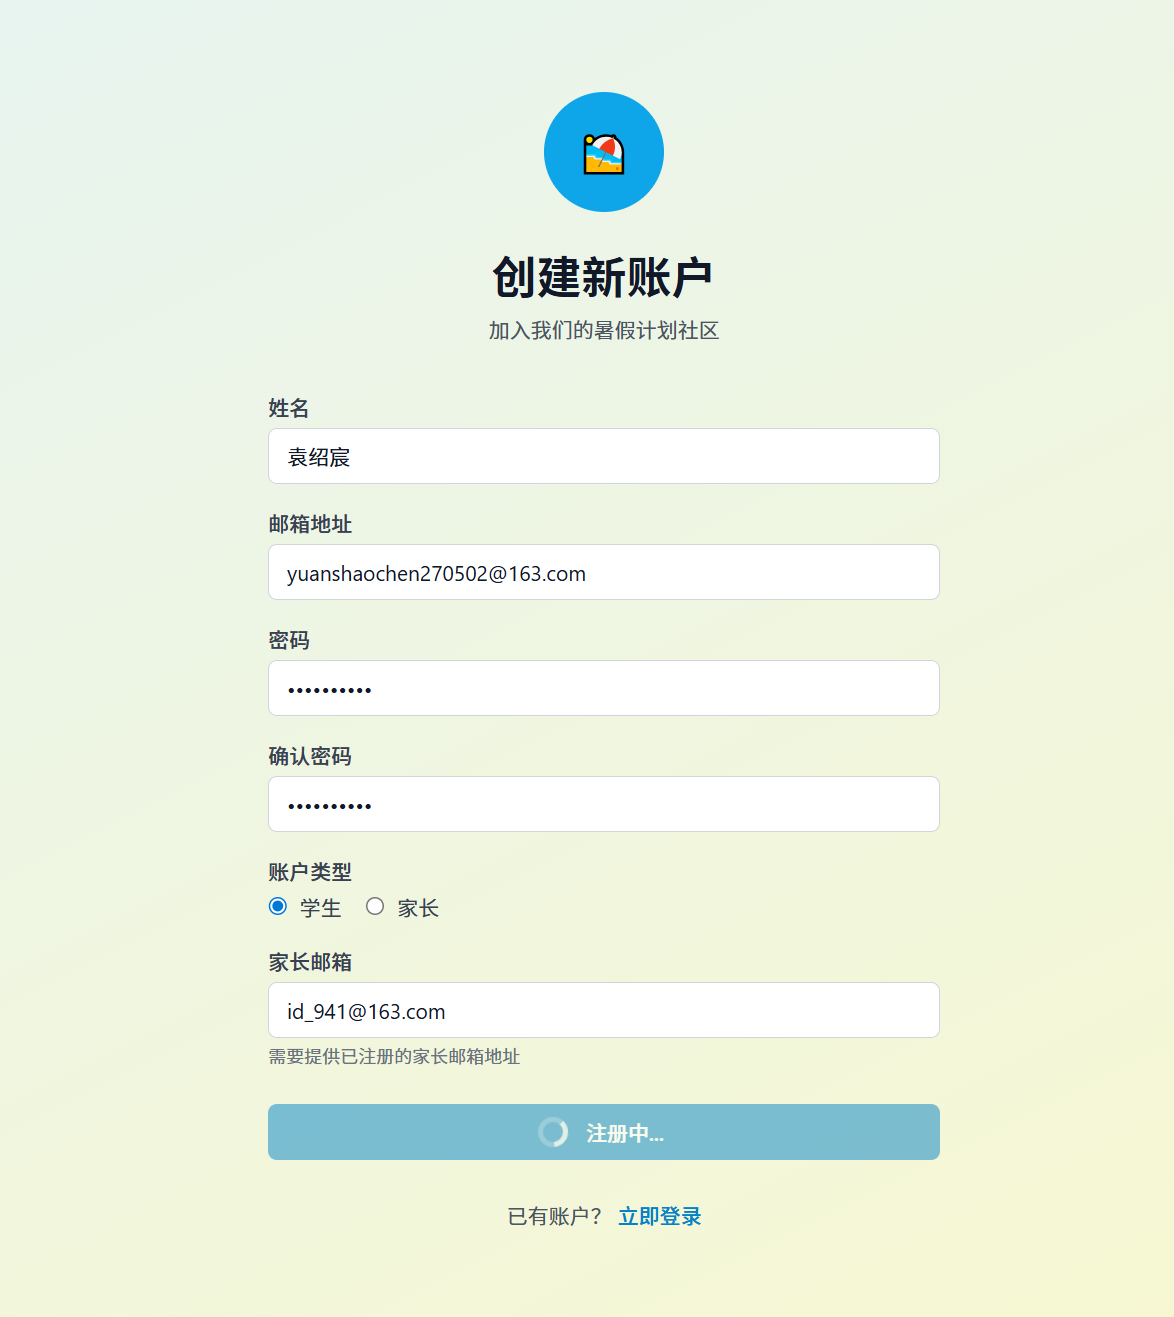 创建新账户
加入我们的暑假计划社区
姓名
袁绍宸
邮箱地址
yuanshaochen270502@163.com
密码
••••••••••
确认密码
••••••••••
账户类型
学生 家长
家长邮箱
id_941@163.com
需要提供已注册的家长邮箱地址
注册中...
已有账户？ 立即登录